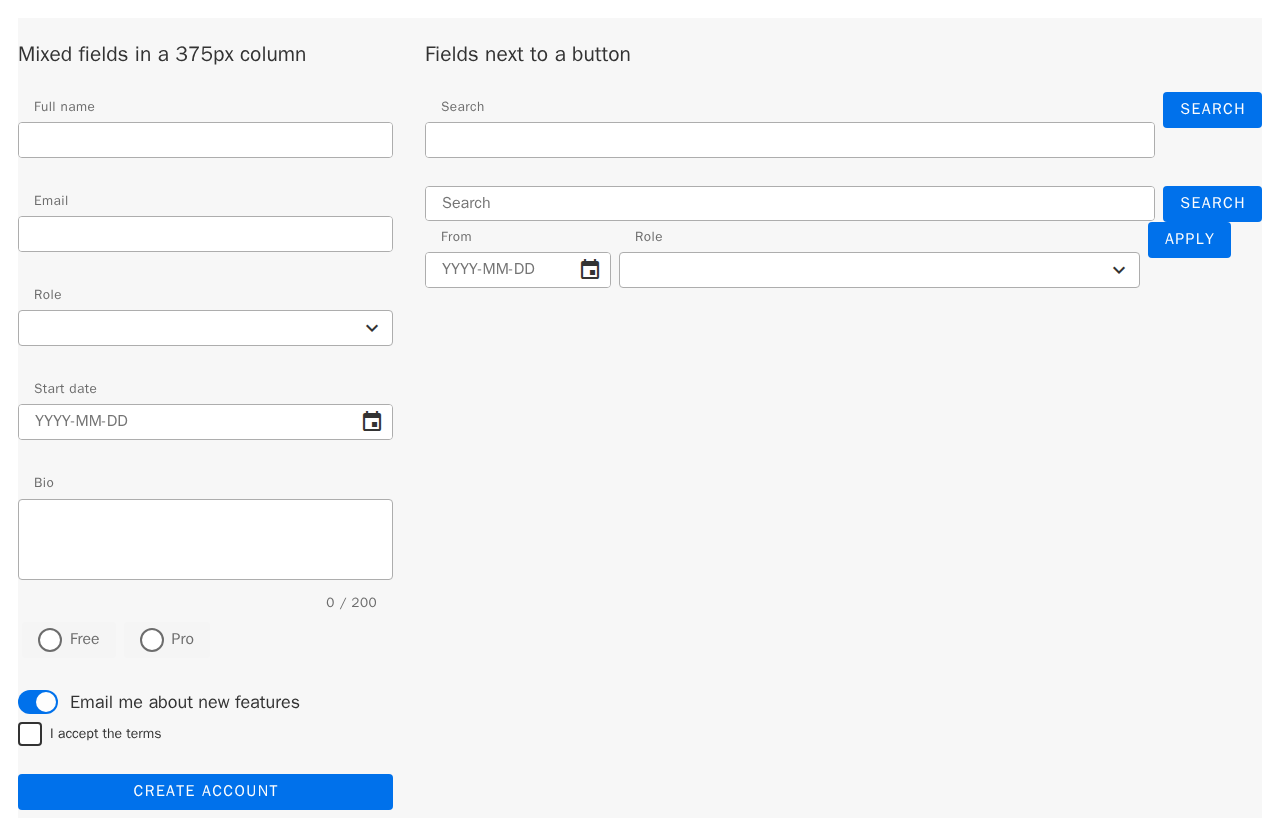 Mixed fields in a 375px column
Full name
Email
Role
Start date
YYYY-MM-DD
Bio
0 / 200
Free
Pro
Email me about new features
I accept the terms
CREATE ACCOUNT
Fields next to a button
Search
SEARCH
Search
SEARCH
From
Role
APPLY
YYYY-MM-DD